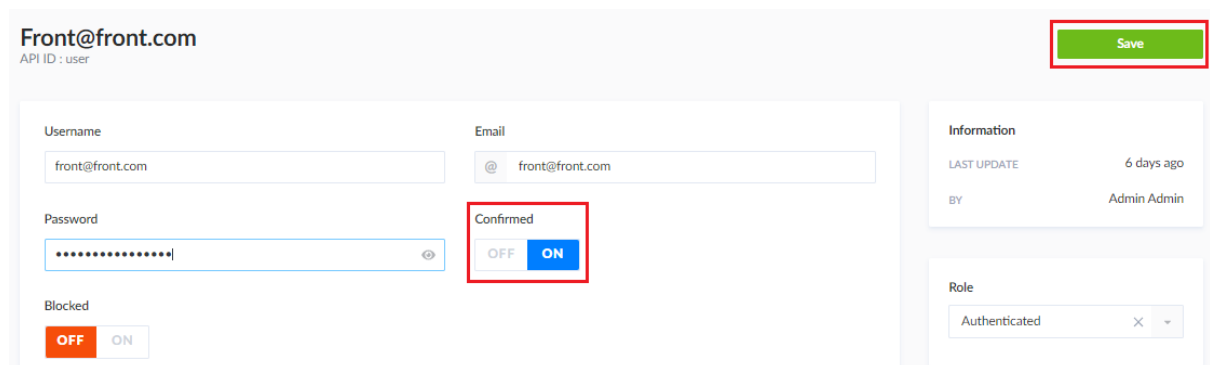 Front@front.com
API ID : user
Save
Username
front@front.com
Email
@ front@front.com
Password
••••••••••••••••
Confirmed
OFF ON
Blocked
OFF ON
Information
LAST UPDATE 6 days ago
BY Admin Admin
Role
Authenticated